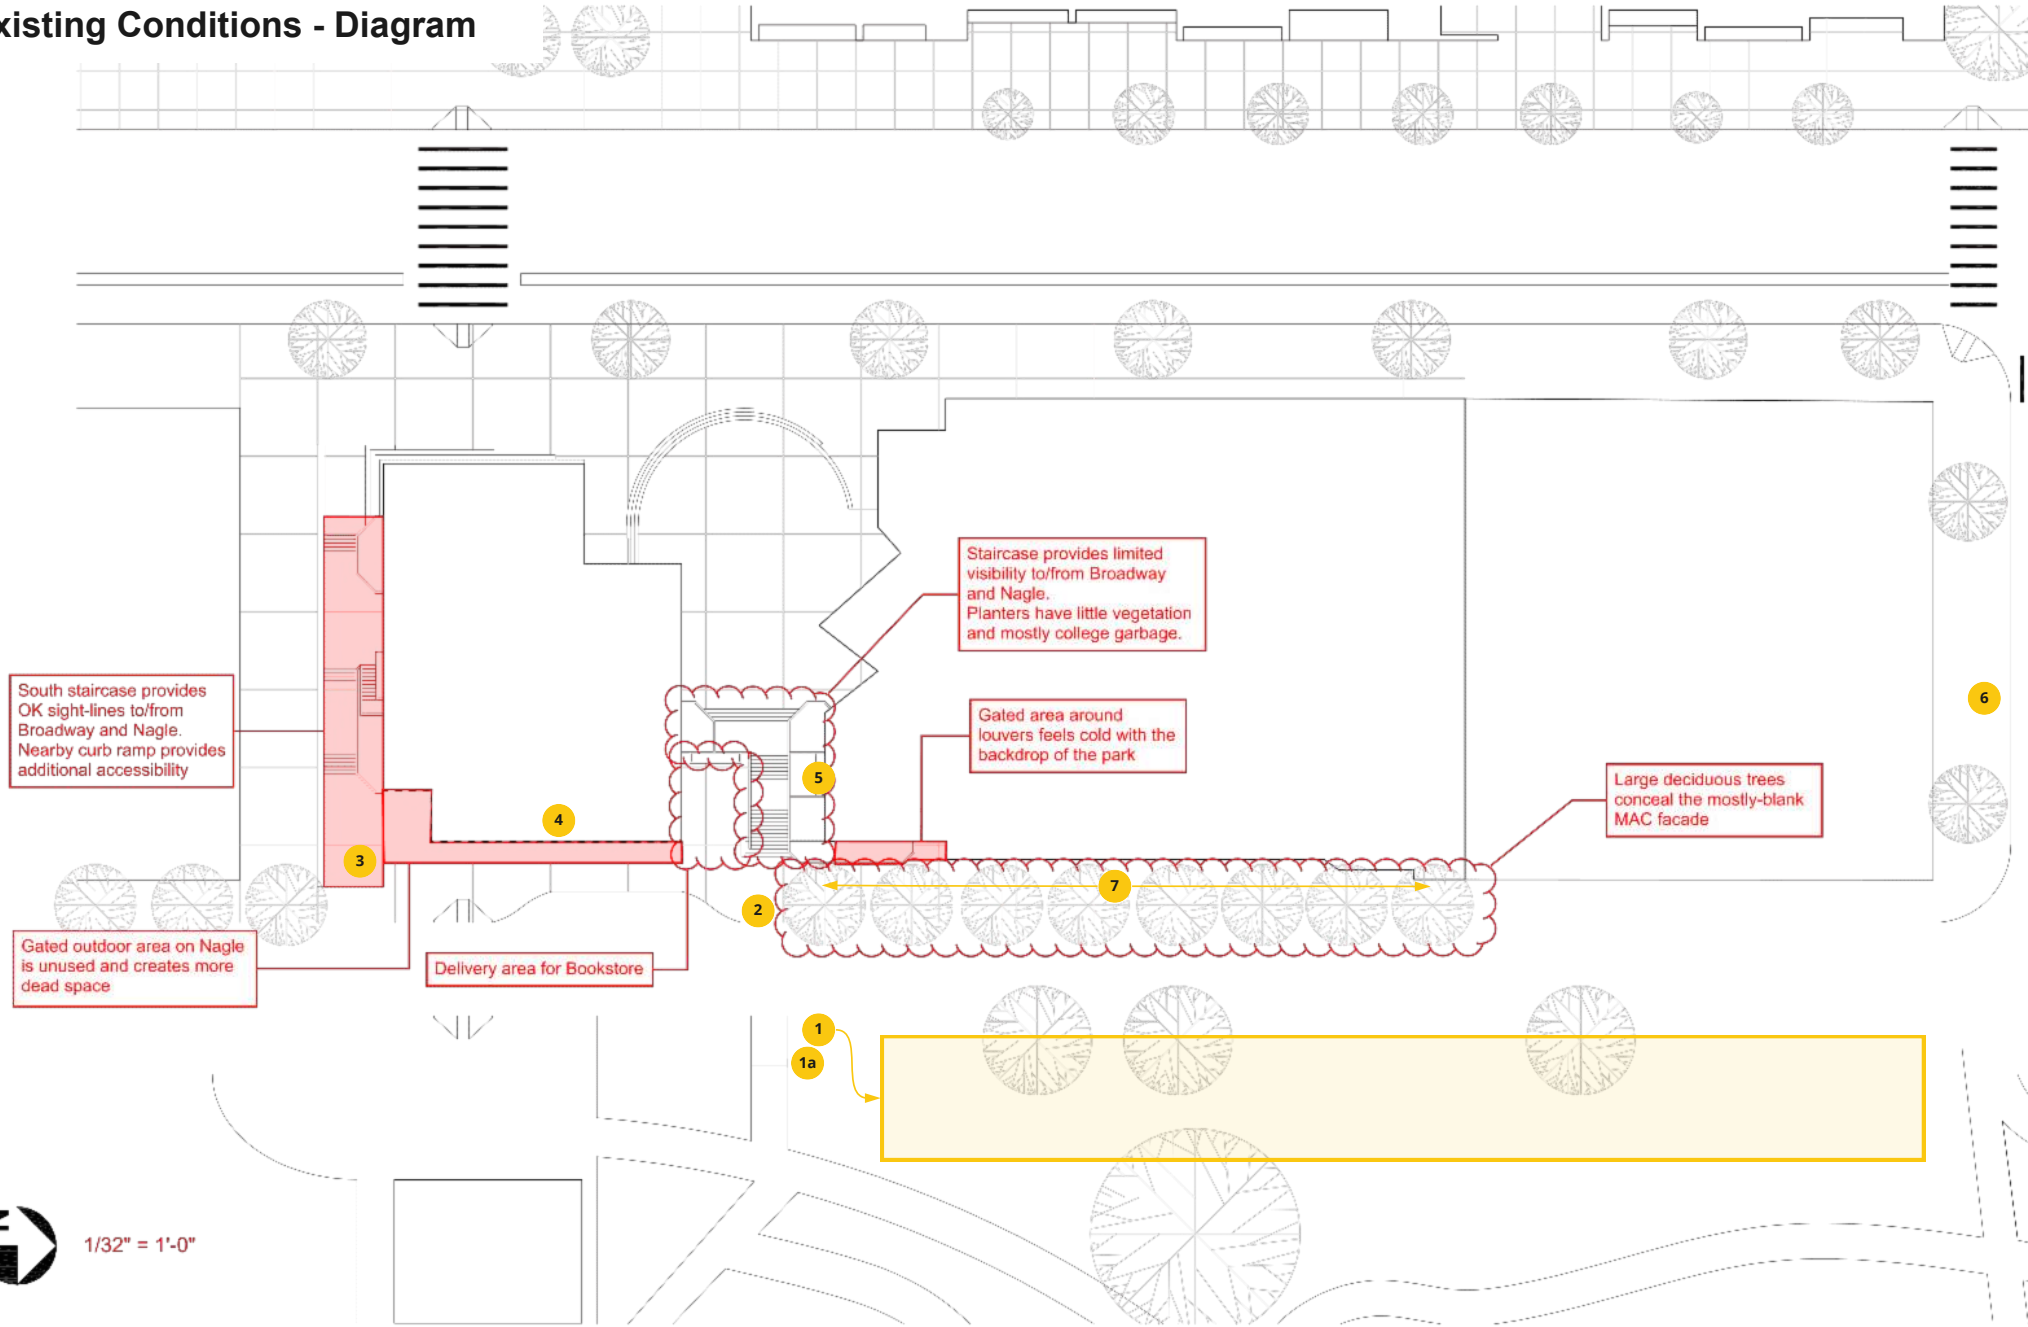 xisting Conditions - Diagram
Staircase provides limited
visibility to/from Broadway
and Nagle.
Planters have little vegetation
and mostly college garbage.
South staircase provides
OK sight-lines to/from
Broadway and Nagle.
Nearby curb ramp provides
additional accessibility
Gated area around
louvers feels cold with the
backdrop of the park
6
5
Large deciduous trees
conceal the mostly-blank
MAC facade
4
3
7
2
Gated outdoor area on Nagle
is unused and creates more
dead space
Delivery area for Bookstore
1
1a
1/32" = 1'-0"